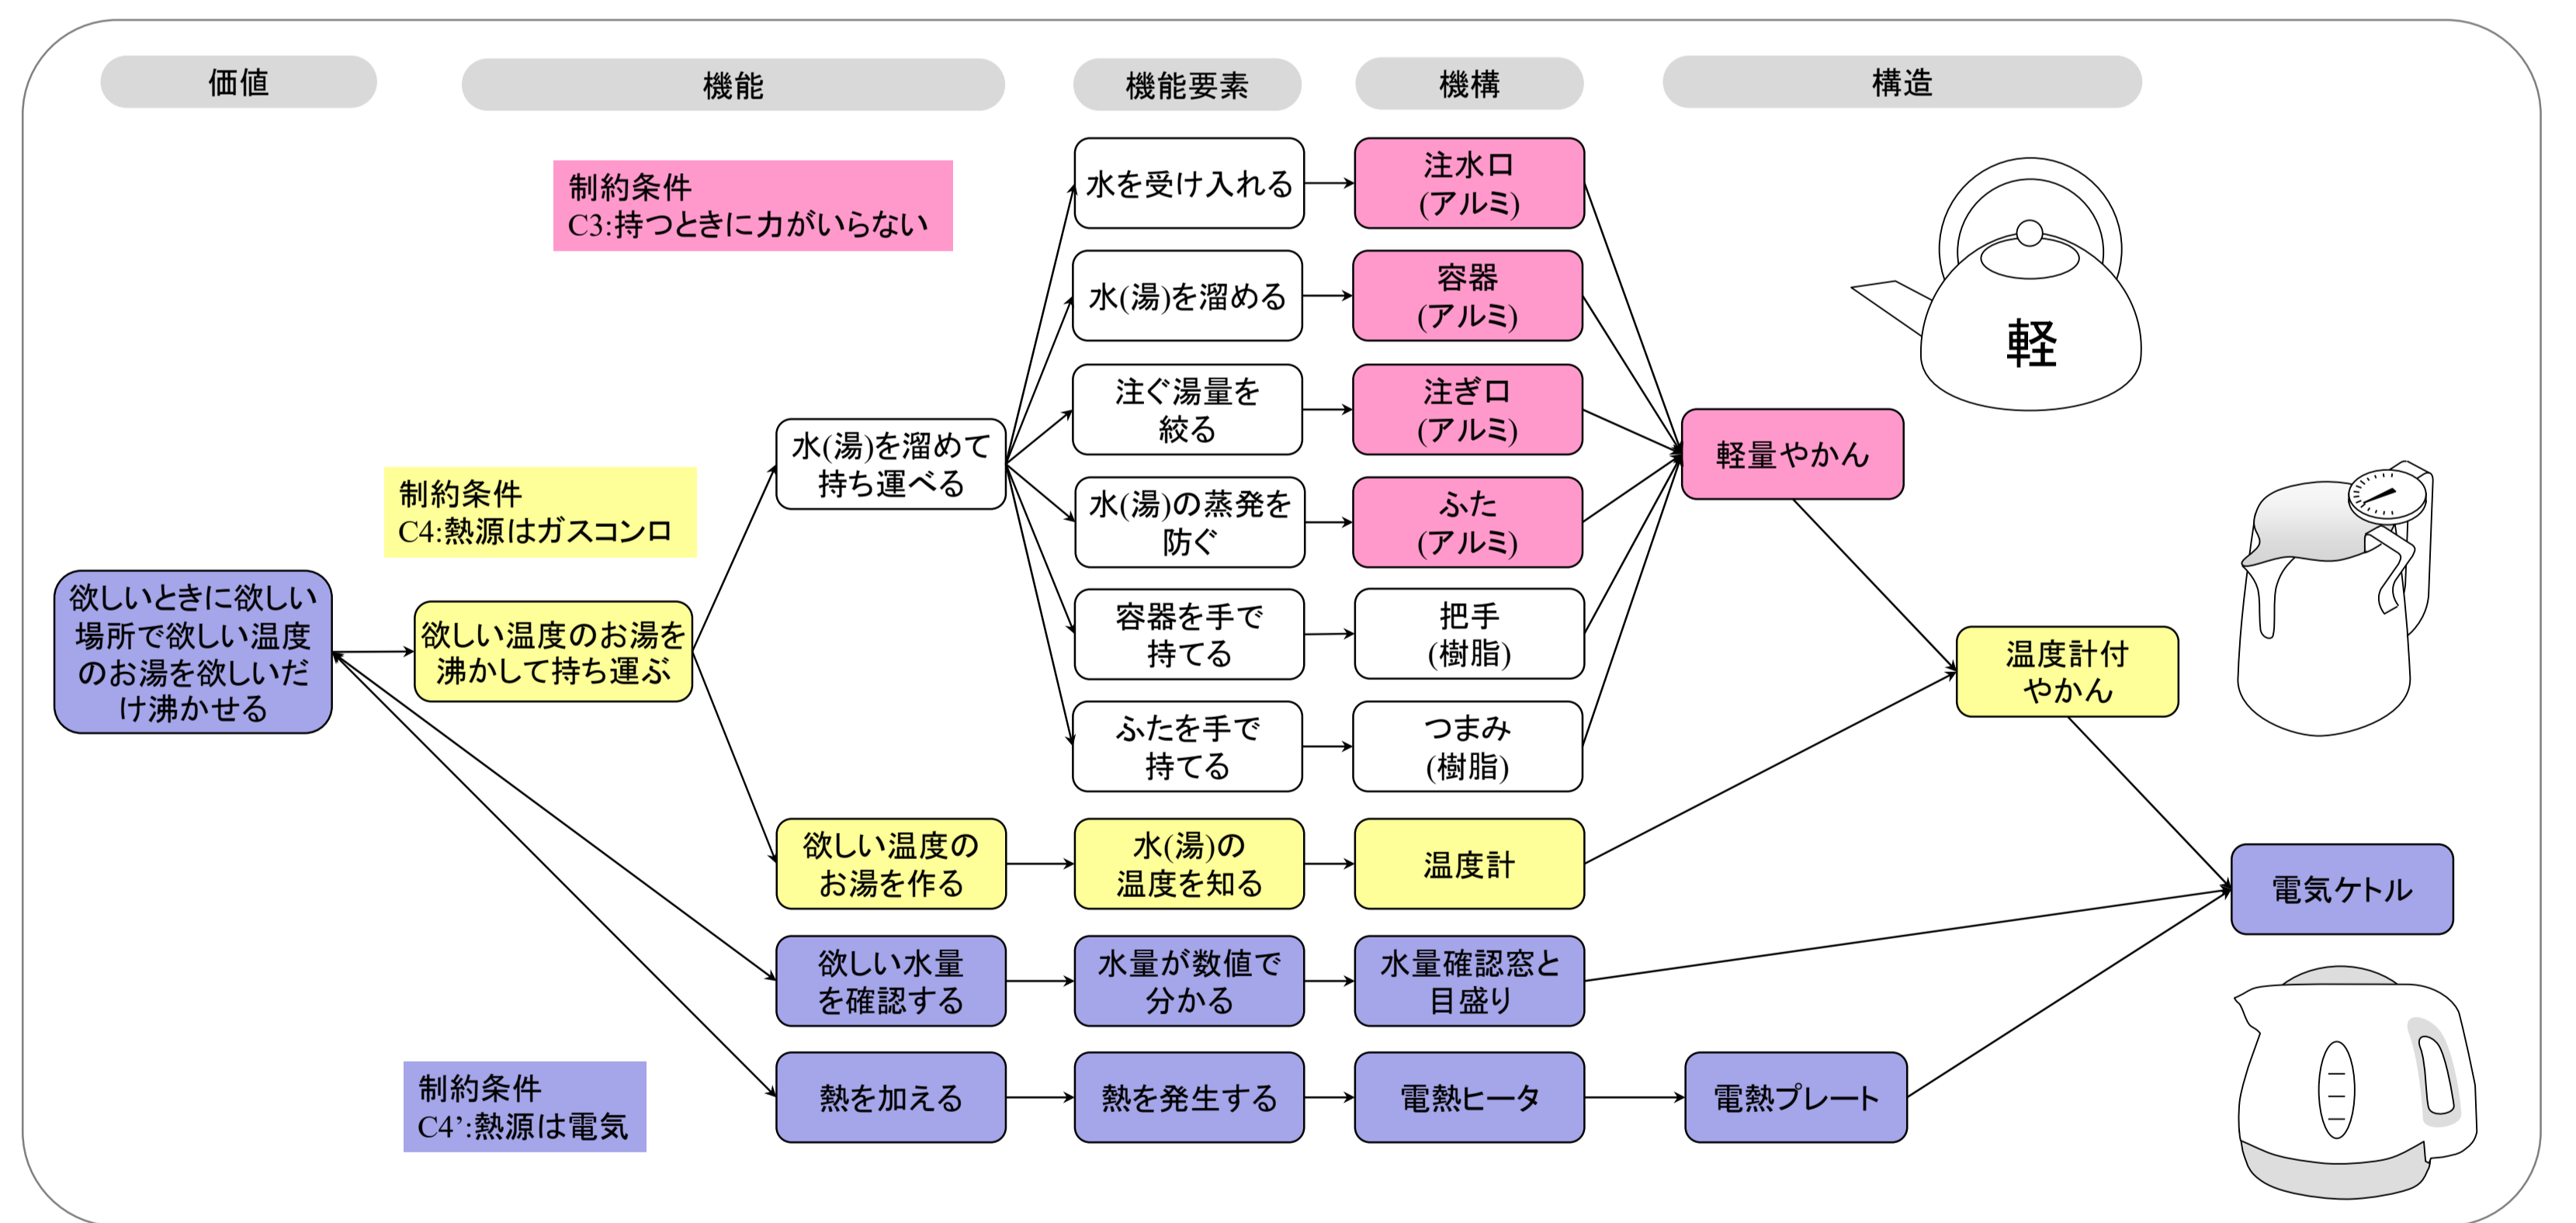 価値
機能
機能要素
機構
構造
制約条件
C3:持つときに力がいらない
制約条件
C4:熱源はガスコンロ
制約条件
C4’:熱源は電気
欲しいときに欲しい
場所で欲しい温度
のお湯を欲しいだ
け沸かせる
欲しい温度のお湯を
沸かして持ち運ぶ
水(湯)を溜めて
持ち運べる
水を受け入れる
注水口
(アルミ)
水(湯)を溜める
容器
(アルミ)
注ぐ湯量を
絞る
注ぎ口
(アルミ)
水(湯)の蒸発を
防ぐ
ふた
(アルミ)
容器を手で
持てる
把手
(樹脂)
ふたを手で
持てる
つまみ
(樹脂)
軽量やかん
軽
欲しい温度の
お湯を作る
水(湯)の
温度を知る
温度計
温度計付
やかん
欲しい水量
を確認する
水量が数値で
分かる
水量確認窓と
目盛り
熱を加える
熱を発生する
電熱ヒータ
電熱プレート
電気ケトル